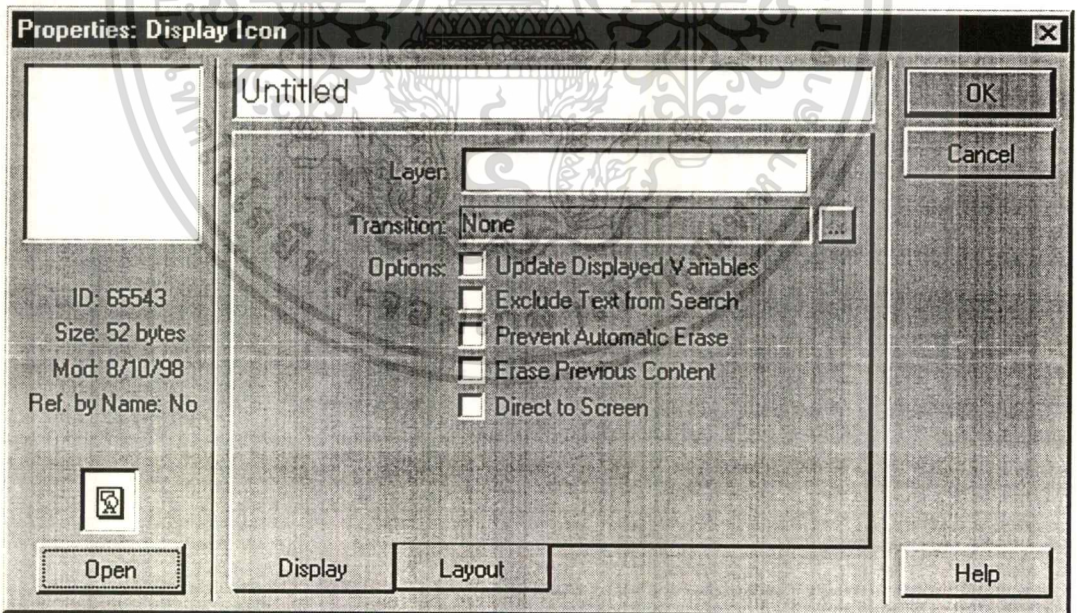 Properties: Display Icon
Untitled
OK
Cancel
Layer:
Transition: None
...
Options: Update Displayed Variables
Exclude Text from Search
Prevent Automatic Erase
Erase Previous Content
Direct to Screen
ID: 65543
Size: 52 bytes
Mod: 8/10/98
Ref. by Name: No
Open
Display
Layout
Help